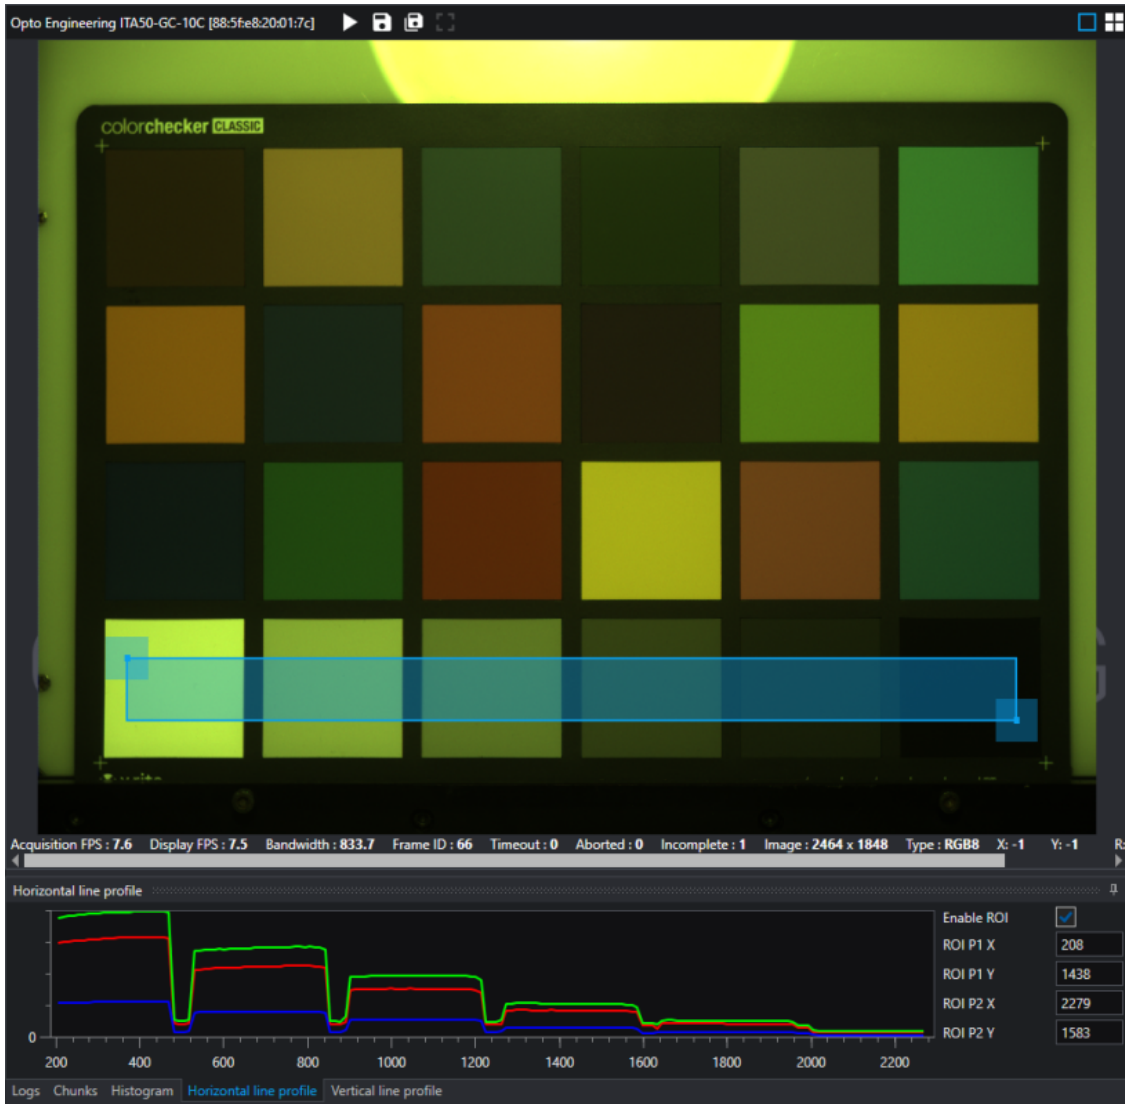 Opto Engineering ITA50-GC-10C [88:5f:e8:20:01:7c]
colorchecker CLASSIC
Acquisition FPS : 7.6 Display FPS : 7.5 Bandwidth : 833.7 Frame ID : 66 Timeout : 0 Aborted : 0 Incomplete : 1 Image : 2464 x 1848 Type : RGB8 X: -1 Y: -1 R:
Horizontal line profile
Enable ROI
ROI P1 X 208
ROI P1 Y 1438
ROI P2 X 2279
ROI P2 Y 1583
0
200 400 600 800 1000 1200 1400 1600 1800 2000 2200
Logs Chunks Histogram Horizontal line profile Vertical line profile